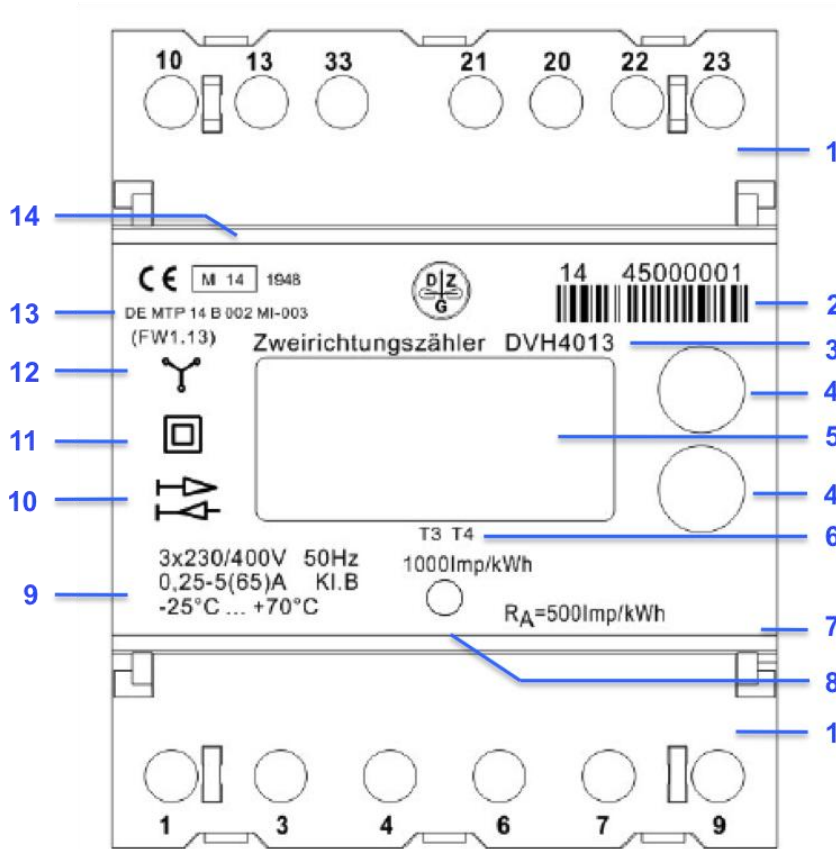 10 13 33 21 20 22 23
1
14
CE M 14 1948
D Z G
14 45000001
2
13 DE MTP 14 B 002 MI-003
(FW1.13)
Zweirichtungszähler DVH4013
3
12
4
11
5
10
4
T3 T4
6
3x230/400V 50Hz
1000Imp/kWh
9 0,25-5(65)A Kl.B
-25°C ... +70°C
RA=500Imp/kWh
7
8
1
1 3 4 6 7 9